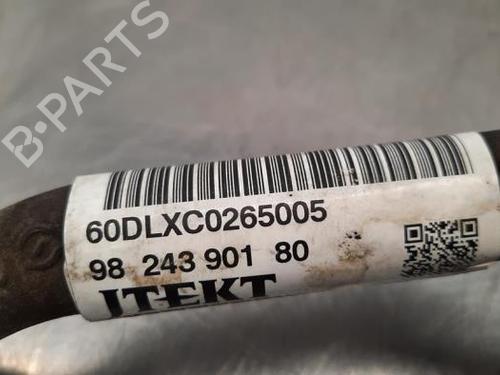 B-PARTS
60DLXC0265005
98 243 901 80
JTEKT